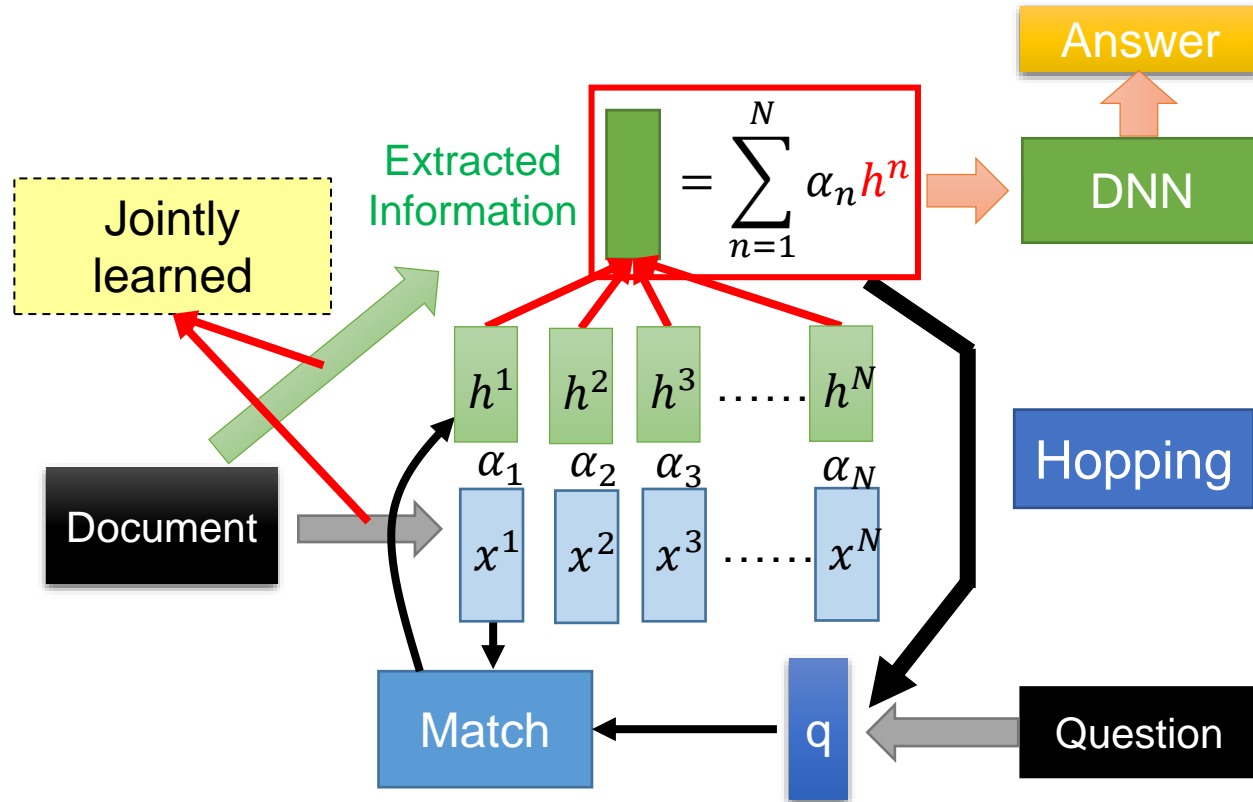 Answer
Extracted
Information
= \sum_{n=1}^{N} α_n h^n
DNN
Jointly
learned
h^1 h^2 h^3 …… h^N
α_1 α_2 α_3 α_N
Hopping
Document
x^1 x^2 x^3 …… x^N
Match
q
Question